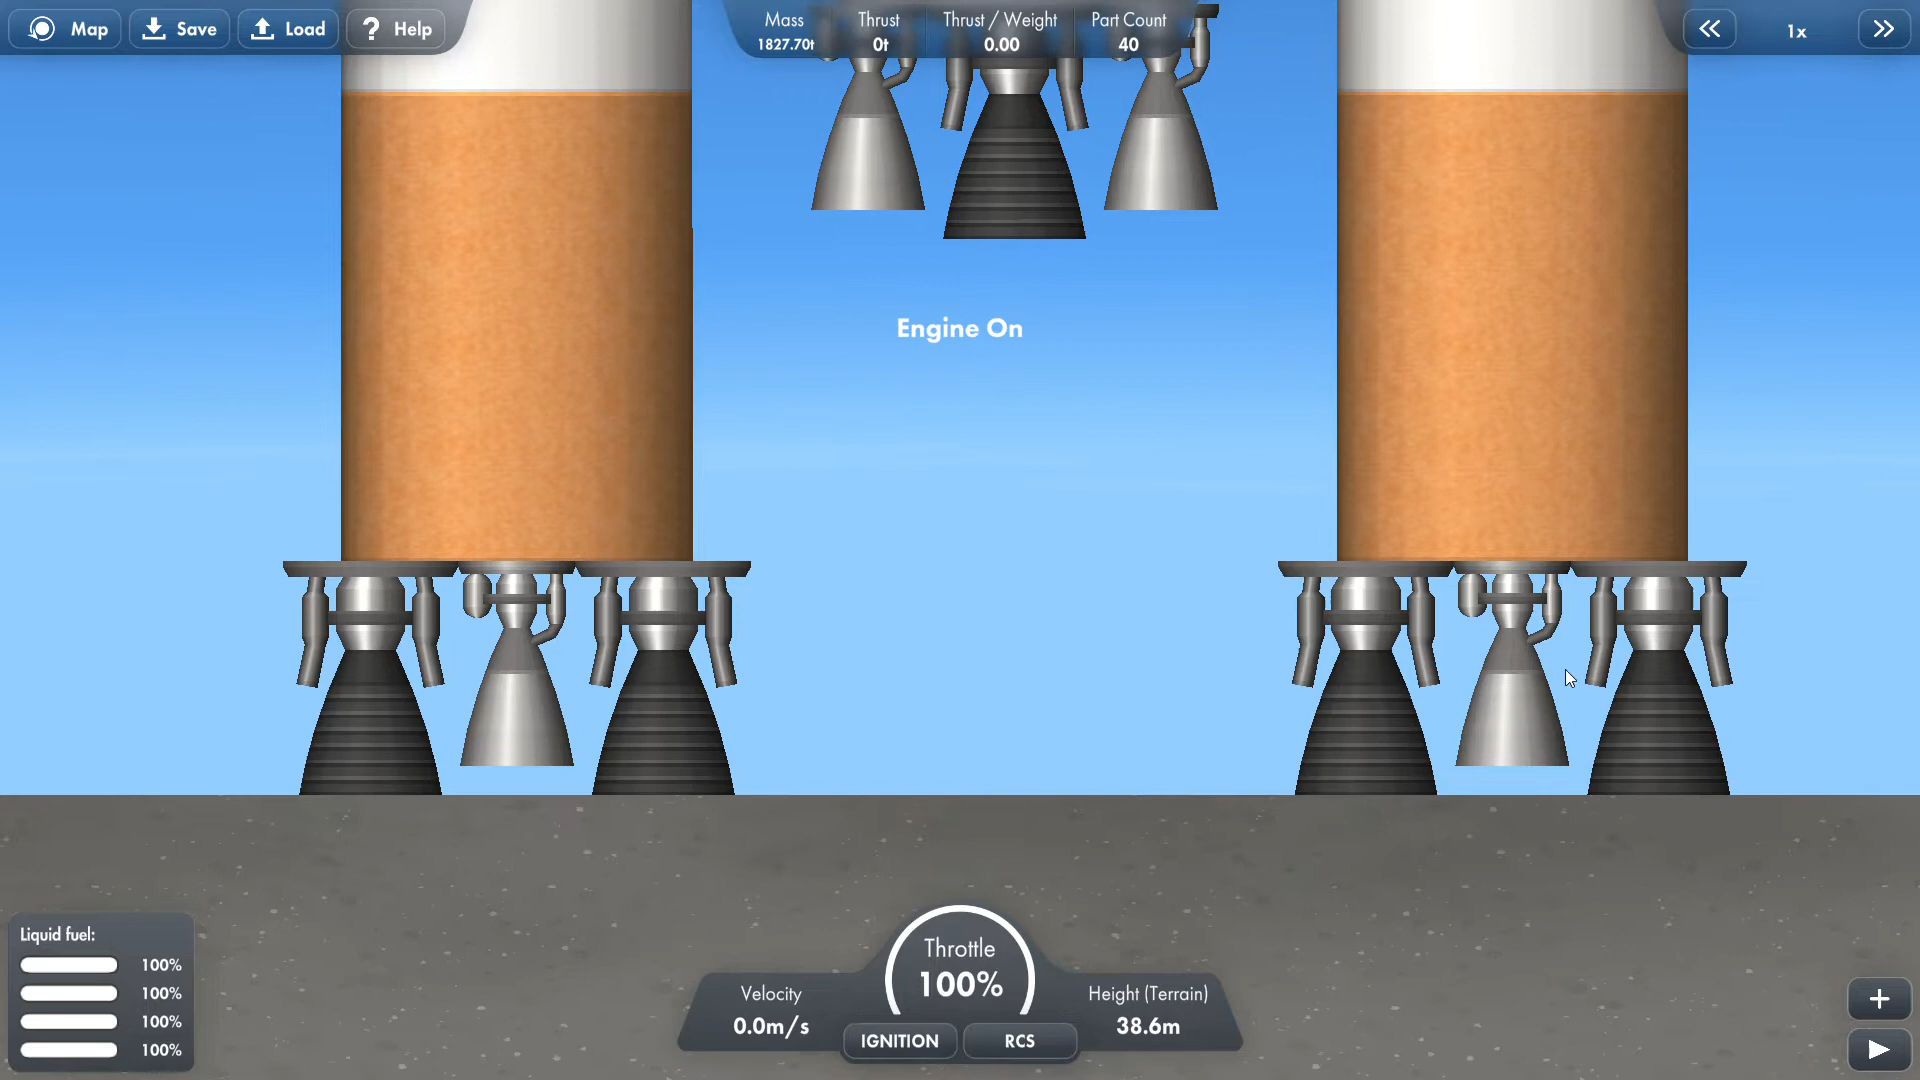 Map
Save
Load
? Help
Mass
1827.70t
Thrust
0t
Thrust / Weight
0.00
Part Count
40
1x
Engine On
Liquid fuel:
100%
100%
100%
100%
Throttle
100%
Velocity
0.0m/s
Height (Terrain)
38.6m
IGNITION
RCS